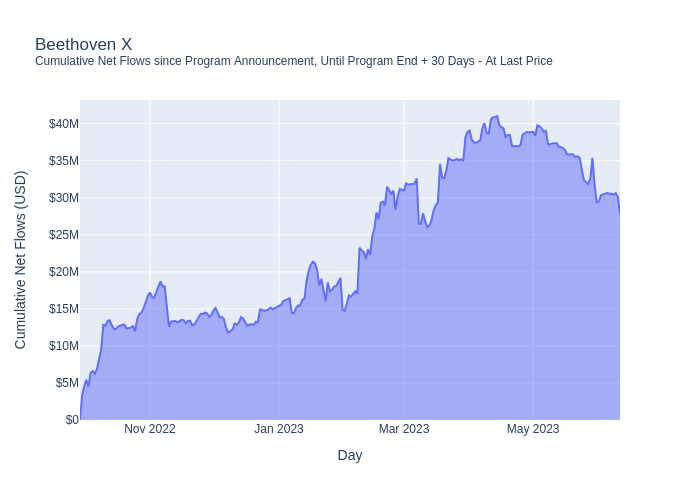 Beethoven X
Cumulative Net Flows since Program Announcement, Until Program End + 30 Days - At Last Price
Cumulative Net Flows (USD)
$40M
$35M
$30M
$25M
$20M
$15M
$10M
$5M
$0
Nov 2022
Jan 2023
Mar 2023
May 2023
Day